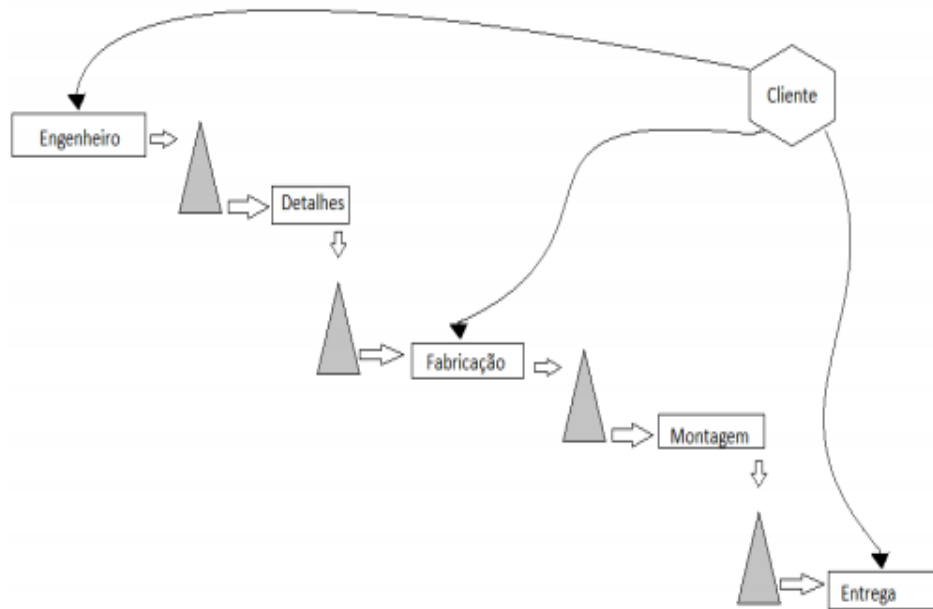 Cliente
Engenheiro
Detalhes
Fabricação
Montagem
Entrega